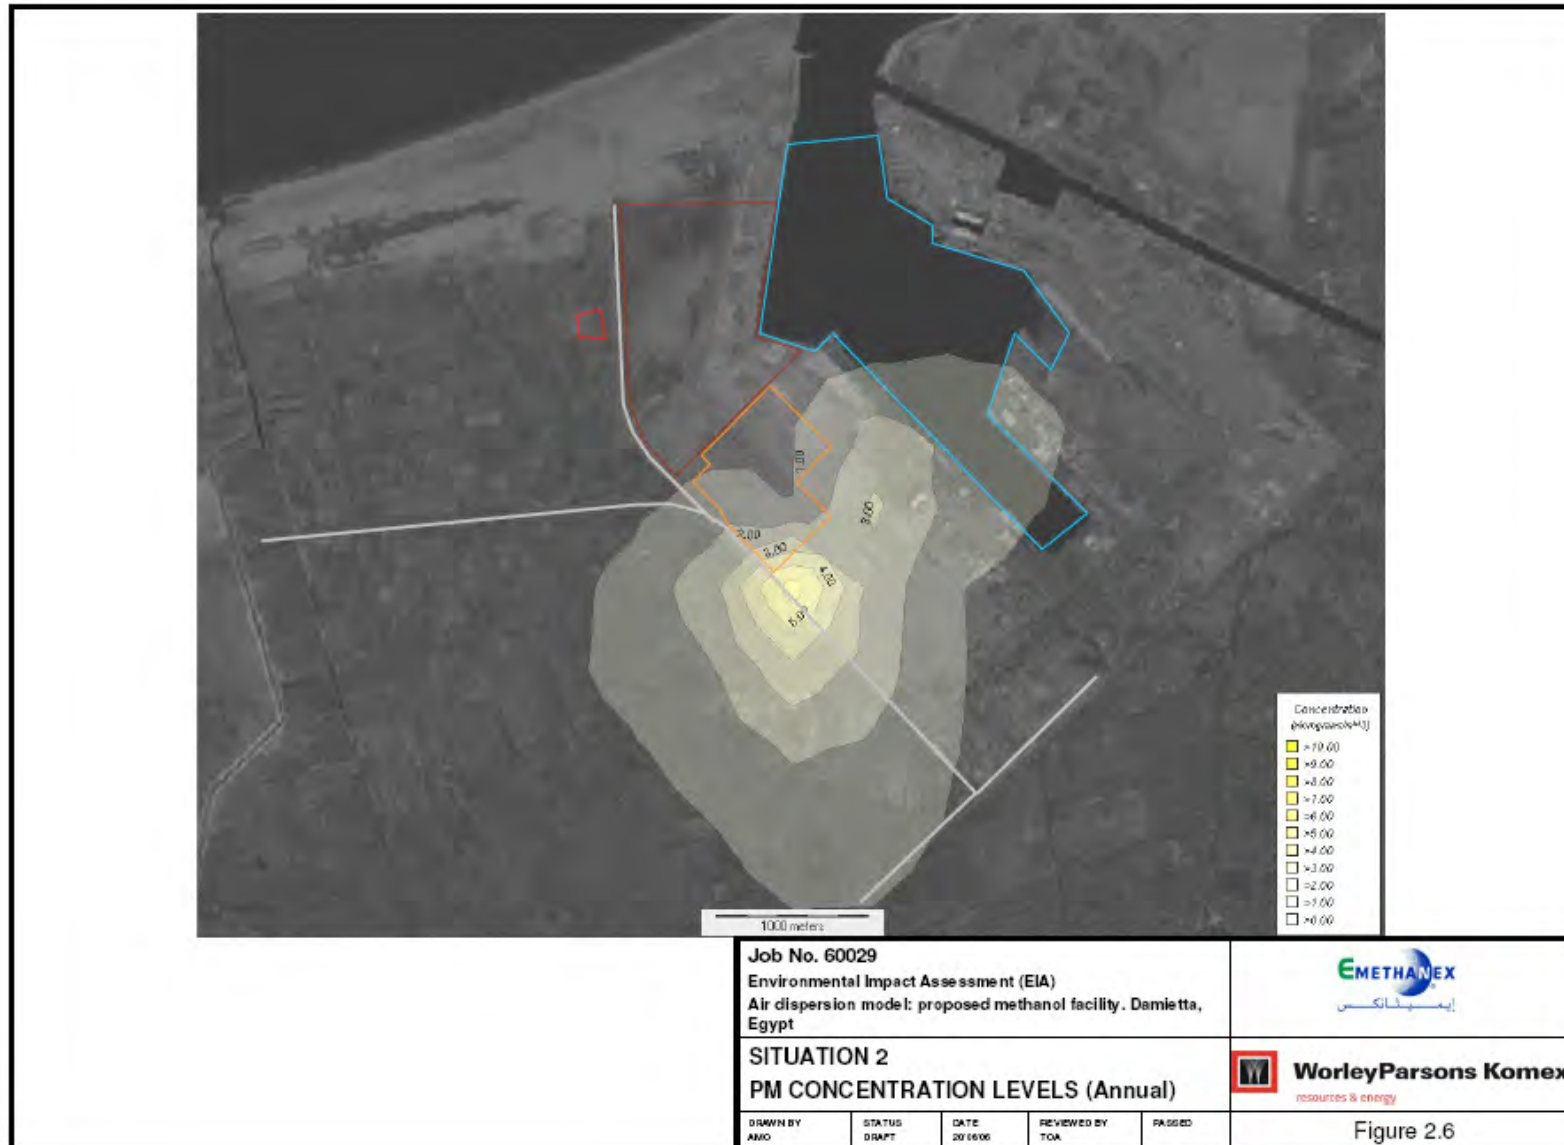 1.00
3.00
2.00
3.00
4.00
Concentration
>10.00
>9.00
>8.00
>7.00
>6.00
>5.00
>4.00
>3.00
>2.00
>1.00
>0.00
1000 meters
Job No. 60029
Environmental Impact Assessment (EIA)
Air dispersion model: proposed methanol facility. Damietta,
Egypt
EMETHANEX
إيميثانكس
SITUATION 2
PM CONCENTRATION LEVELS (Annual)
WorleyParsons Komex
resources & energy
DRAWN BY
AMO
STATUS
DRAFT
DATE
REVIEWED BY
TOA
PASSED
Figure 2.6